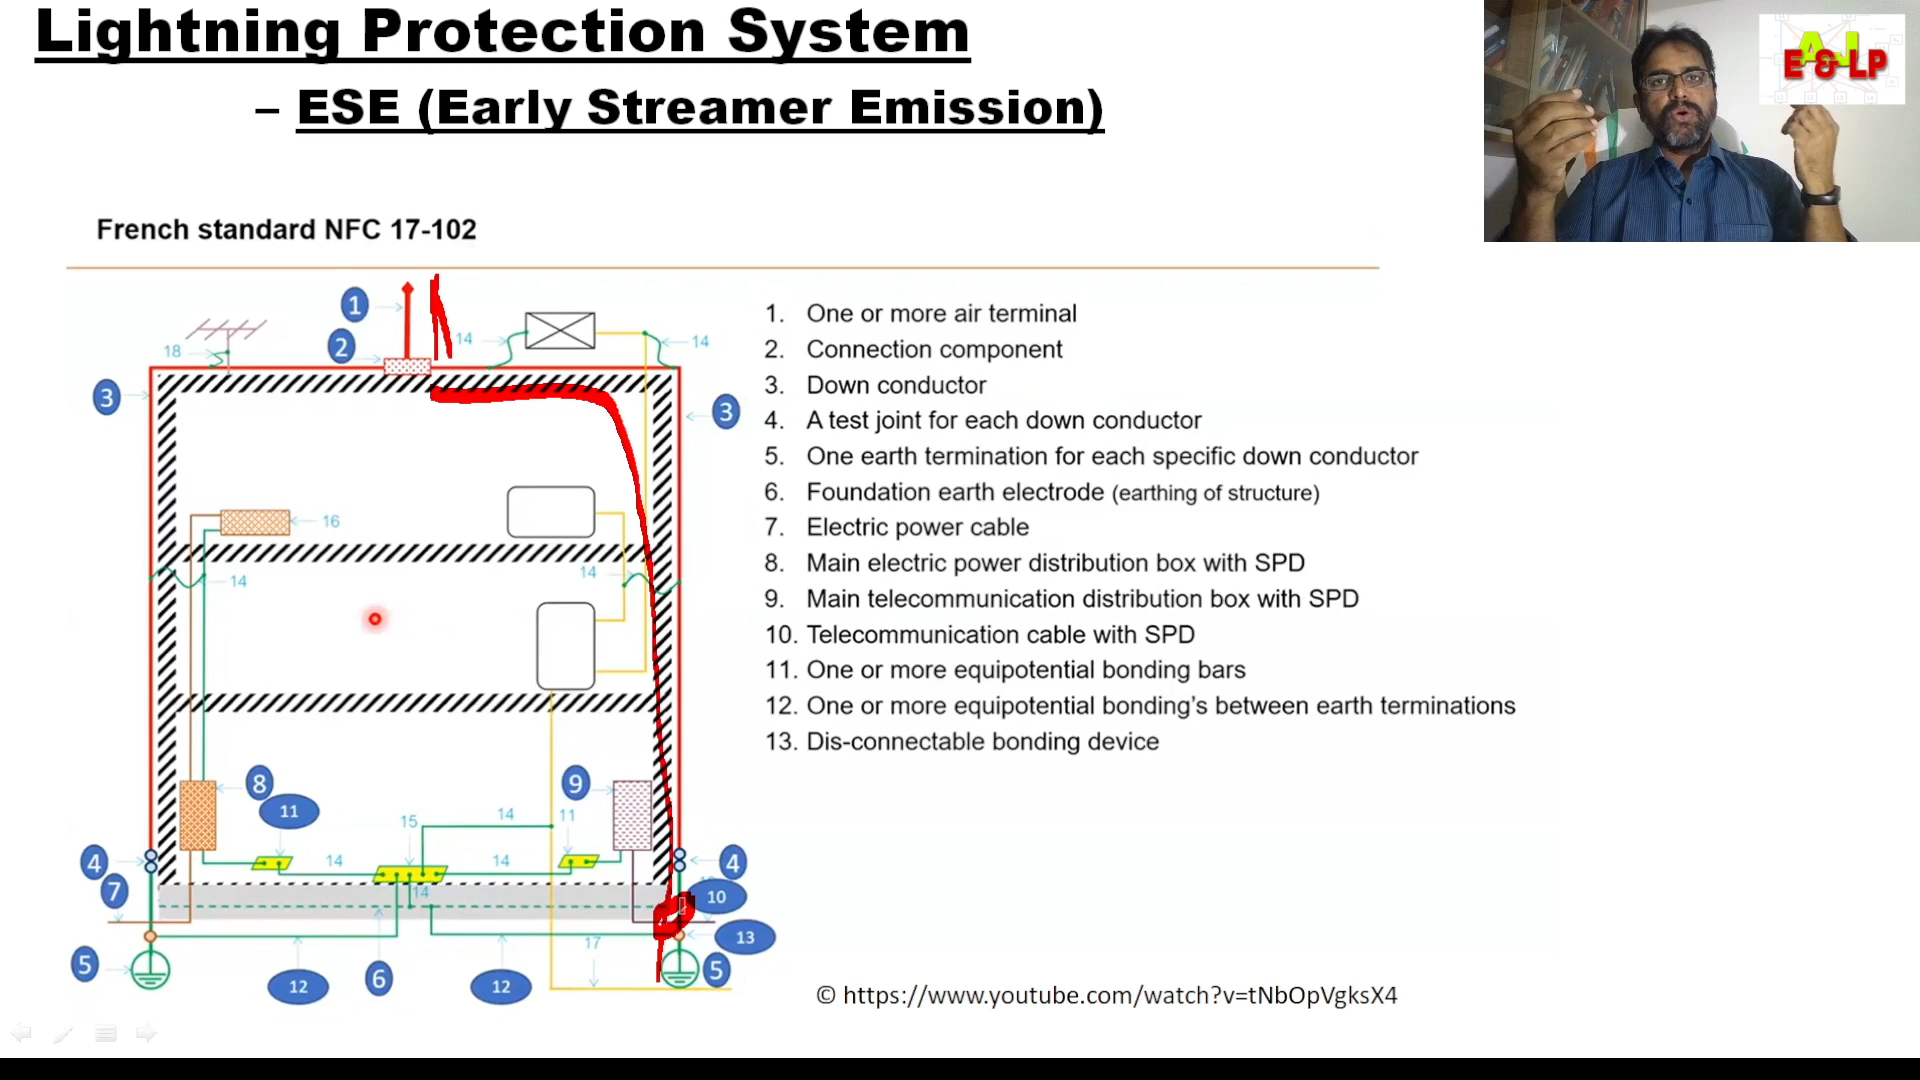 Lightning Protection System
– ESE (Early Streamer Emission)
A.J
E & LP
French standard NFC 17-102
1
2
14
14
18
3
3
16
14
14
8
11
9
11
15
14
14
14
14
4
4
7
10
13
5
5
12
6
12
17
1. One or more air terminal
2. Connection component
3. Down conductor
4. A test joint for each down conductor
5. One earth termination for each specific down conductor
6. Foundation earth electrode (earthing of structure)
7. Electric power cable
8. Main electric power distribution box with SPD
9. Main telecommunication distribution box with SPD
10. Telecommunication cable with SPD
11. One or more equipotential bonding bars
12. One or more equipotential bonding's between earth terminations
13. Dis-connectable bonding device
© https://www.youtube.com/watch?v=tNbOpVgksX4